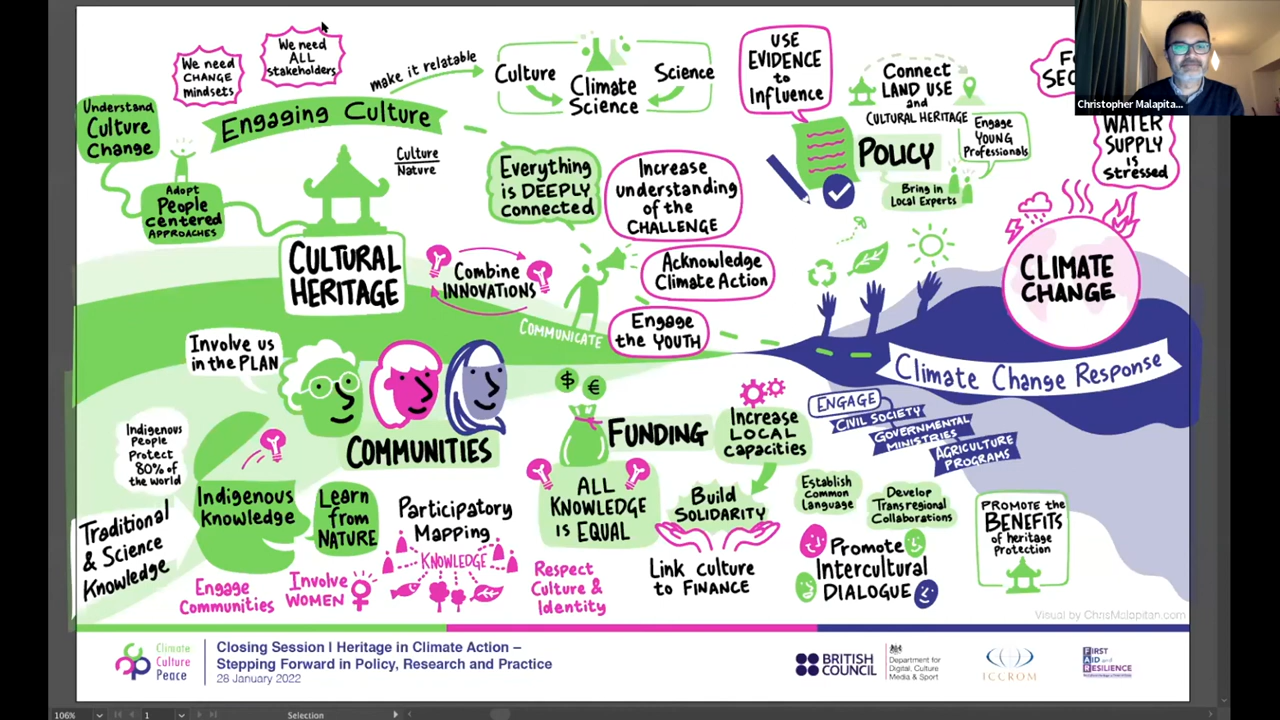 We need
CHANGE
mindsets
We need
ALL
stakeholders
make it relatable
Understand
Culture
Change
Engaging Culture
Adopt
People
centered
APPROACHES
Culture
Nature
CULTURAL
HERITAGE
Culture
Climate
Science
Science
Everything
is DEEPLY
connected
Increase
understanding
of the
CHALLENGE
Acknowledge
Climate Action
Engage
the YOUTH
Combine
INNOVATIONS
COMMUNICATE
USE
EVIDENCE
to
Influence
Connect
LAND USE
and
CULTURAL HERITAGE
POLICY
Engage
YOUNG
Professionals
Bring in
Local Experts
WATER
SUPPLY
is
Stressed
Christopher Malapita...
CLIMATE
CHANGE
Climate Change Response
ENGAGE
CIVIL SOCIETY
GOVERNMENTAL
MINISTRIES
AGRICULTURE
PROGRAMS
Involve us
in the PLAN
COMMUNITIES
Indigenous
People
Protect
80% of
the world
Indigenous
Knowledge
Learn
from
NATURE
Traditional
& Science
Knowledge
Engage
Communities
Involve
WOMEN
Participatory
Mapping
KNOWLEDGE
$
€
FUNDING
Increase
LOCAL
capacities
ALL
KNOWLEDGE
is EQUAL
Respect
Culture &
Identity
Build
SOLIDARITY
Link culture
to FINANCE
Establish
Common
Language
Develop
Transregional
Collaborations
Promote
Intercultural
DIALOGUE
PROMOTE the
BENEFITS
of heritage
Protection
Visual by ChrisMalapitan.com
Climate
Culture
Peace
Closing Session | Heritage in Climate Action –
Stepping Forward in Policy, Research and Practice
28 January 2022
BRITISH
COUNCIL
Department for
Digital, Culture
Media & Sport
ICCROM
FIRST
AID and
RESILIENCE
106%
1
Selection